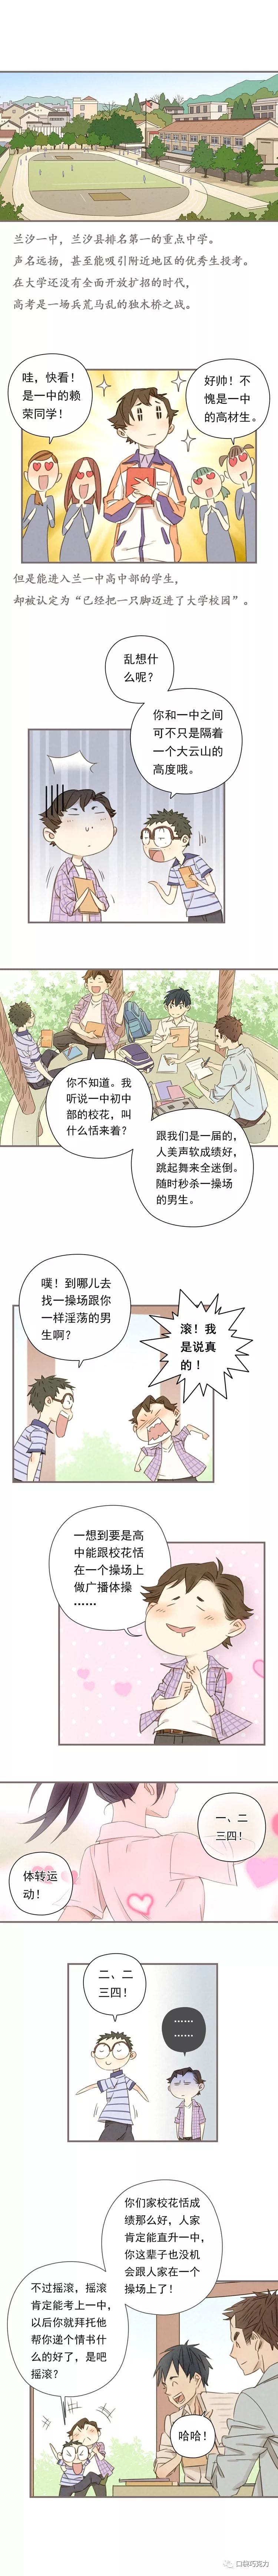 兰汐一中，兰汐县排名第一的重点中学。
声名远扬，甚至能吸引附近地区的优秀生投考。
在大学还没有全面开放扩招的时代，
高考是一场兵荒马乱的独木桥之战。
哇，快看！
是一中的赖
荣同学！
好帅！不
愧是一中
的高材生。
但是能进入兰一中高中部的学生，
却被认定为“已经把一只脚迈进了大学校园”。
乱想什
么呢？
你和一中之间
可不只是隔着
一个大云山的
高度哦。
你不知道。我
听说一中初中
部的校花，叫
什么恬来着？
跟我们是一届的，
人美声软成绩好，
跳起舞来全迷倒。
随时秒杀一操场
的男生。
噗！到哪儿去
找一操场跟你
一样淫荡的男
生啊？
滚！我
是说真
的！
一想到要是高
中能跟校花恬
在一个操场上
做广播体操
……
一、二
三四！
体转运
动！
二、二
三四！
……
……
你们家校花恬成
绩那么好，人家
肯定能直升一中，
你这辈子也没机
会跟人家在一个
操场上了！
不过摇滚，摇滚
肯定能考上一中，
以后你就拜托他
帮你递个情书什
么的好了，是吧
摇滚？
哈哈！
口袋巧克力